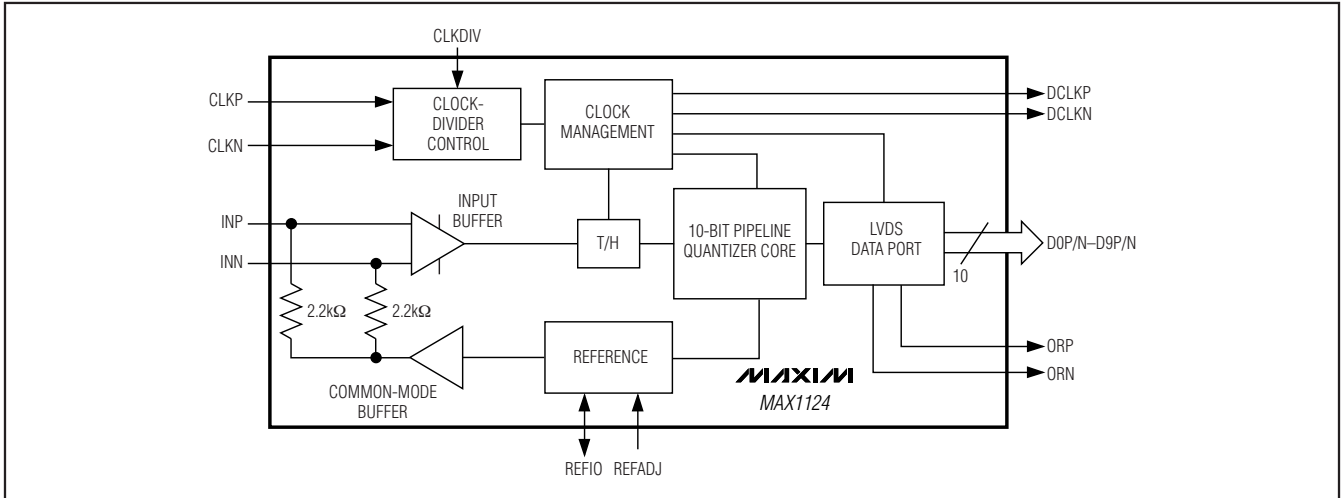 CLKDIV
CLKP
CLKN
CLOCK-
DIVIDER
CONTROL
CLOCK
MANAGEMENT
DCLKP
DCLKN
INP
INN
INPUT
BUFFER
T/H
10-BIT PIPELINE
QUANTIZER CORE
LVDS
DATA PORT
D0P/N–D9P/N
10
2.2kΩ
2.2kΩ
COMMON-MODE
BUFFER
REFERENCE
MAXIM
MAX1124
ORP
ORN
REFIO
REFADJ